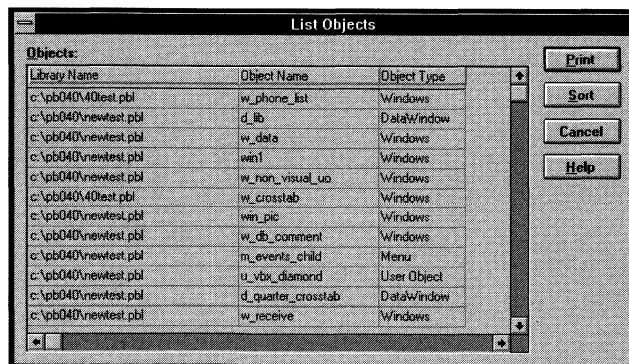 List Objects
Objects:
Library Name Object Name Object Type
c:\pb040\40test.pbl w_phone_list Windows
c:\pb040\newtest.pbl d_lib DataWindow
c:\pb040\newtest.pbl w_data Windows
c:\pb040\newtest.pbl win1 Windows
c:\pb040\newtest.pbl w_non_visual_uo Windows
c:\pb040\40test.pbl w_crosstab Windows
c:\pb040\newtest.pbl win_pic Windows
c:\pb040\newtest.pbl w_db_comment Windows
c:\pb040\newtest.pbl m_events_child Menu
c:\pb040\newtest.pbl u_vbx_diamond User Object
c:\pb040\newtest.pbl d_quarter_crosstab DataWindow
c:\pb040\newtest.pbl w_receive Windows
Print
Sort
Cancel
Help